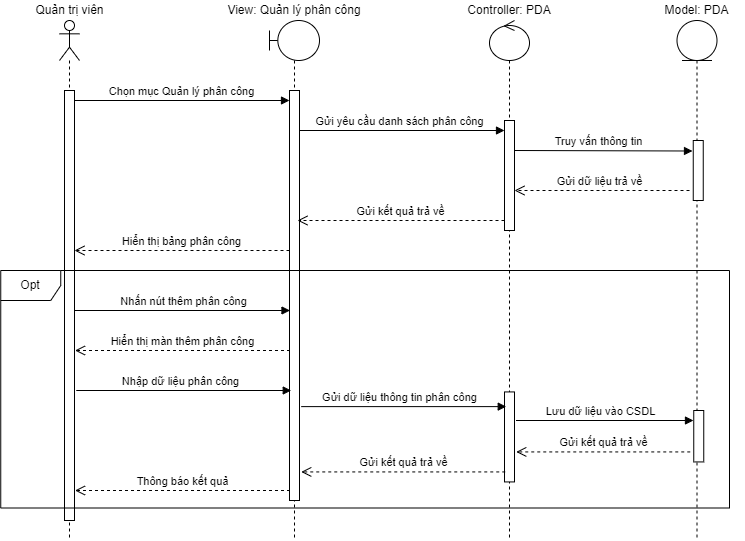 Quản trị viên
View: Quản lý phân công
Controller: PDA
Model: PDA
Chọn mục Quản lý phân công
Gửi yêu cầu danh sách phân công
Truy vấn thông tin
Gửi dữ liệu trả về
Gửi kết quả trả về
Hiển thị bảng phân công
Opt
Nhấn nút thêm phân công
Hiển thị màn thêm phân công
Nhập dữ liệu phân công
Gửi dữ liệu thông tin phân công
Lưu dữ liệu vào CSDL
Gửi kết quả trả về
Gửi kết quả trả về
Thông báo kết quả